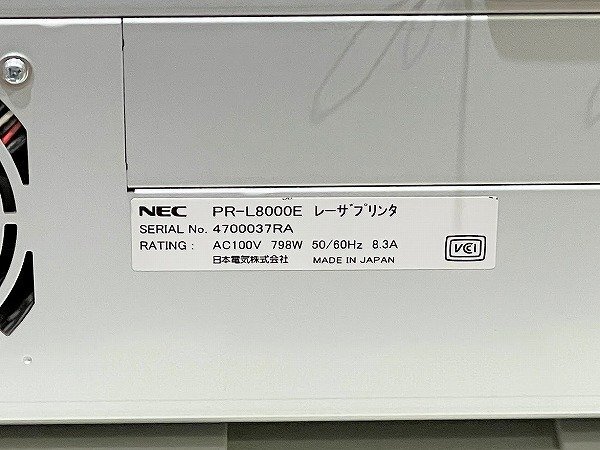 NEC PR-L8000E レーザプリンタ
SERIAL No. 4700037RA
RATING : AC100V 798W 50/60Hz 8.3A
日本電気株式会社 MADE IN JAPAN
VCCI